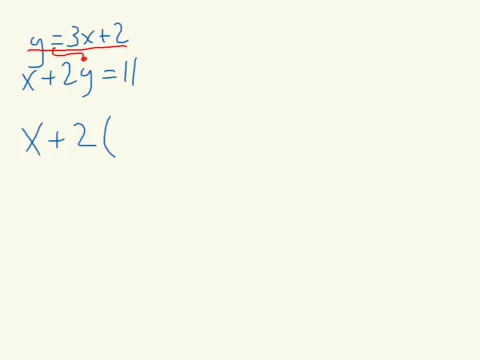 y = 3x + 2
x + 2y = 11
x + 2 (